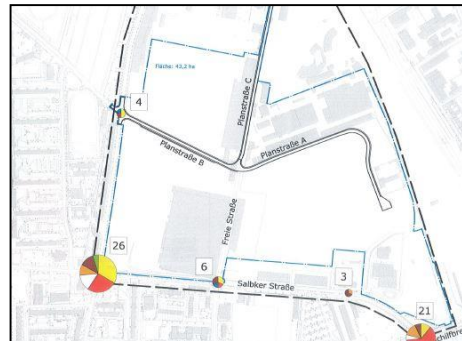 Fläche: 43,2 ha
4
Planstraße C
Planstraße B
Planstraße A
Freie Straße
26
6
Salbker Straße
3
21